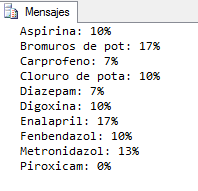 Mensajes
Aspirina: 10%
Bromuros de pot: 17%
Carprofeno: 7%
Cloruro de pota: 10%
Diazepam: 7%
Digoxina: 10%
Enalapril: 17%
Fenbendazol: 10%
Metronidazol: 13%
Piroxicam: 0%